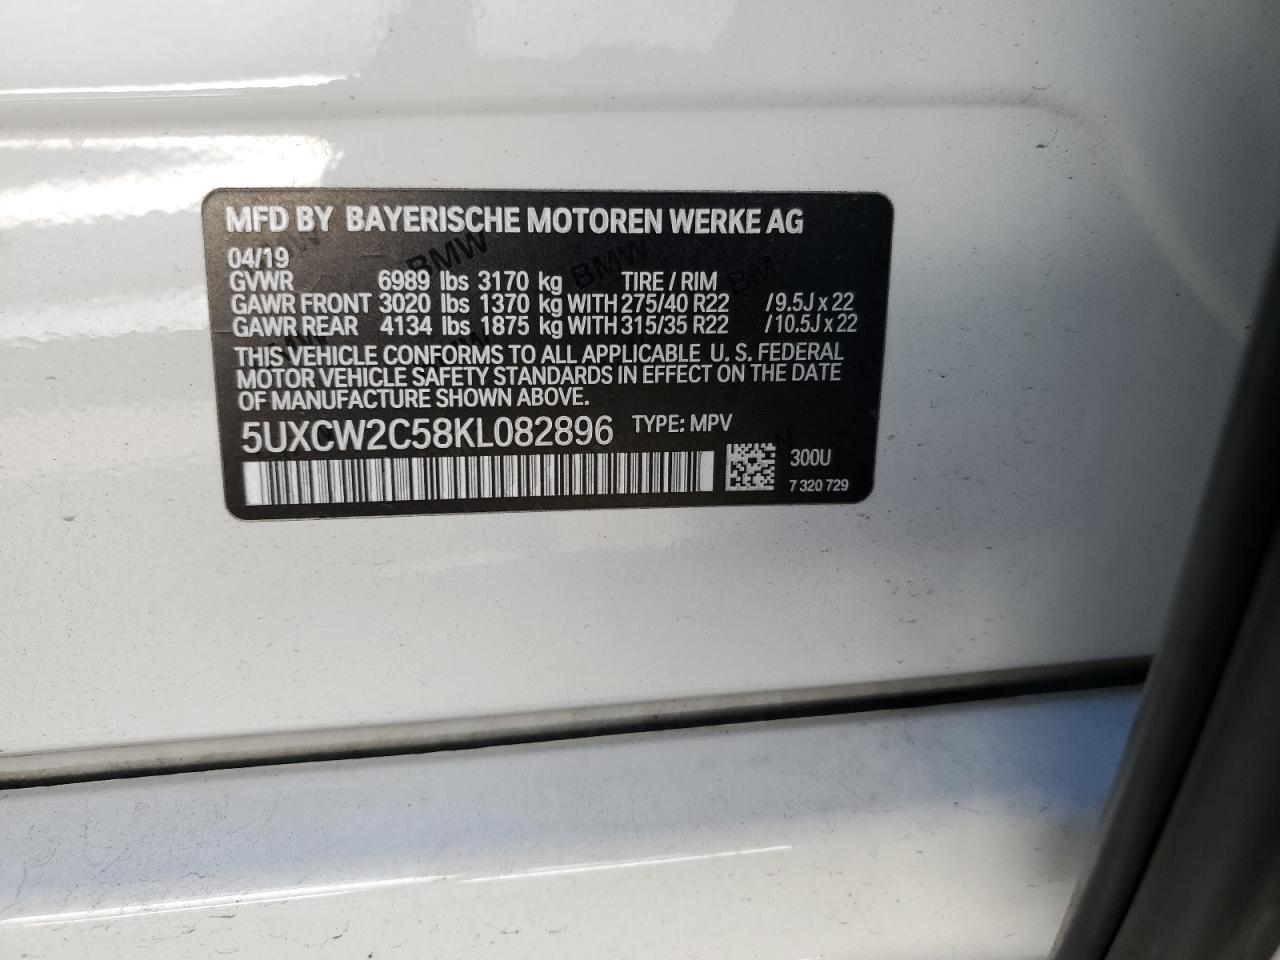 MFD BY BAYERISCHE MOTOREN WERKE AG
04/19
GVWR 6989 lbs 3170 kg TIRE / RIM
GAWR FRONT 3020 lbs 1370 kg WITH 275/40 R22 /9.5J x 22
GAWR REAR 4134 lbs 1875 kg WITH 315/35 R22 /10.5J x 22
THIS VEHICLE CONFORMS TO ALL APPLICABLE U. S. FEDERAL
MOTOR VEHICLE SAFETY STANDARDS IN EFFECT ON THE DATE
OF MANUFACTURE SHOWN ABOVE.
5UXCW2C58KL082896 TYPE: MPV
300U
7 320 729